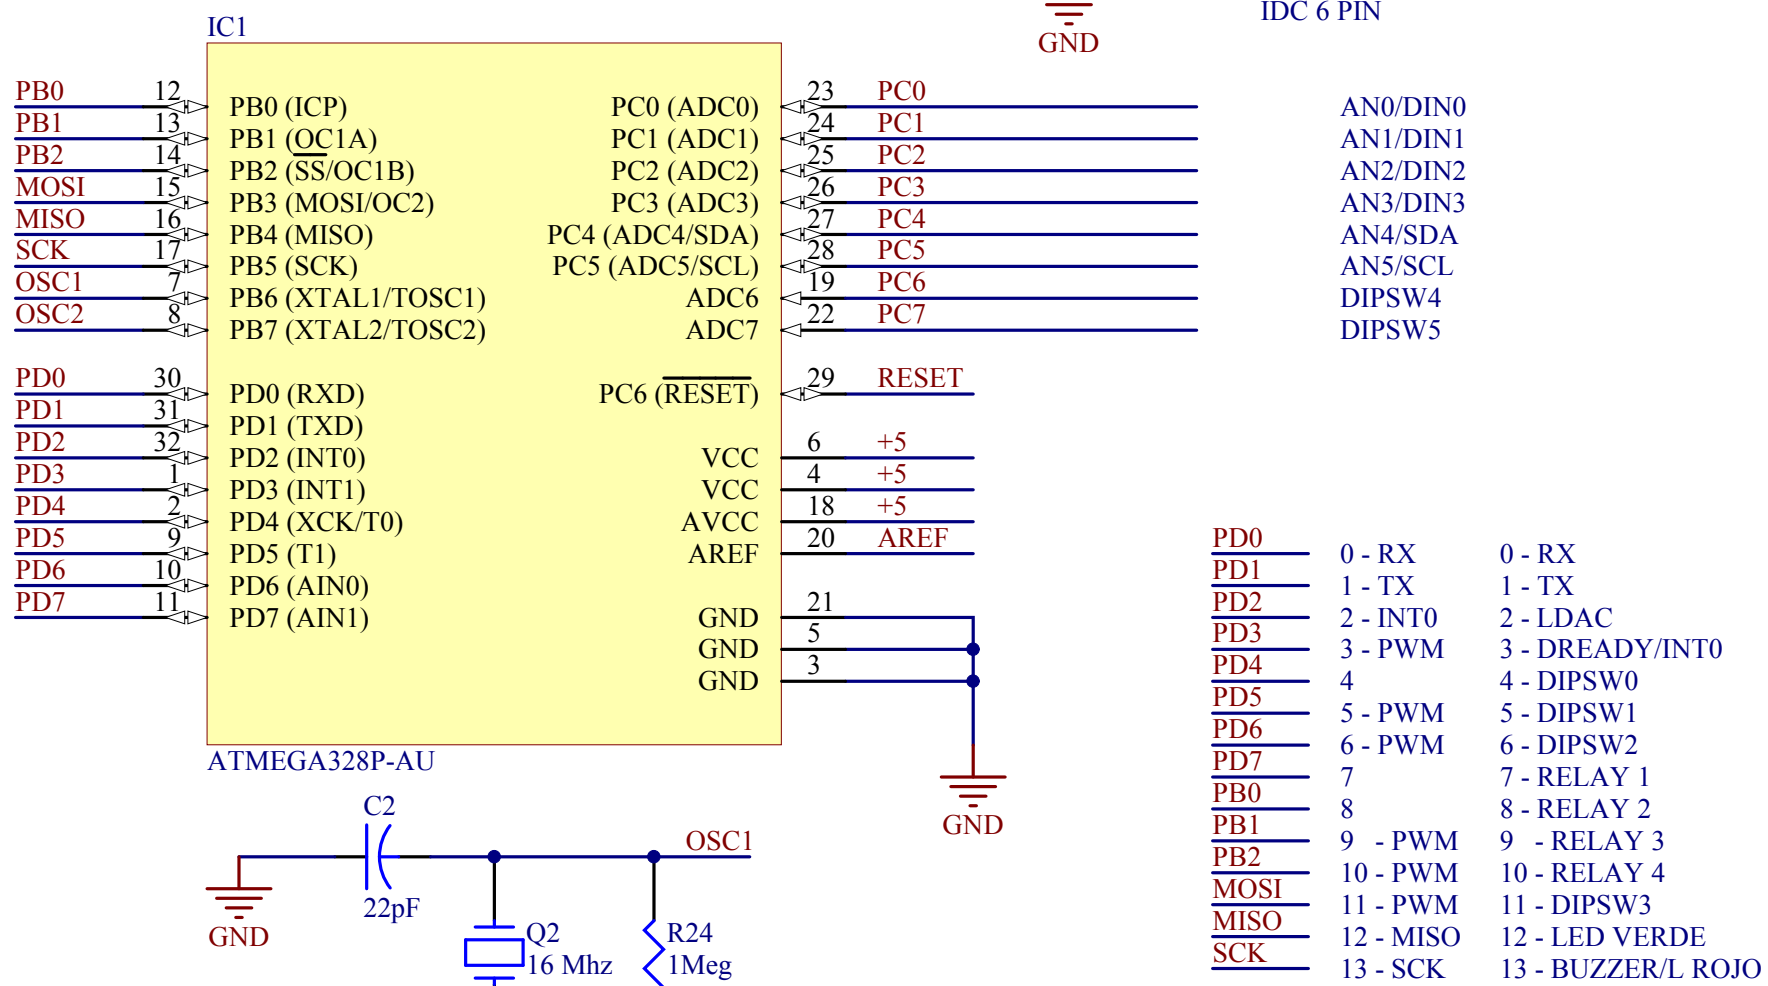 IDC 6 PIN
GND
IC1
PB0 12 PB0 (ICP) PC0 (ADC0) 23 PC0 AN0/DIN0
PB1 13 PB1 (OC1A) PC1 (ADC1) 24 PC1 AN1/DIN1
PB2 14 PB2 (SS/OC1B) PC2 (ADC2) 25 PC2 AN2/DIN2
MOSI 15 PB3 (MOSI/OC2) PC3 (ADC3) 26 PC3 AN3/DIN3
MISO 16 PB4 (MISO) PC4 (ADC4/SDA) 27 PC4 AN4/SDA
SCK 17 PB5 (SCK) PC5 (ADC5/SCL) 28 PC5 AN5/SCL
OSC1 7 PB6 (XTAL1/TOSC1) ADC6 19 PC6 DIPSW4
OSC2 8 PB7 (XTAL2/TOSC2) ADC7 22 PC7 DIPSW5
PD0 30 PD0 (RXD) PC6 (RESET) 29 RESET
PD1 31 PD1 (TXD)
PD2 32 PD2 (INT0) VCC 6 +5
PD3 1 PD3 (INT1) VCC 4 +5
PD4 2 PD4 (XCK/T0) AVCC 18 +5
PD5 9 PD5 (T1) AREF 20 AREF
PD6 10 PD6 (AIN0)
PD7 11 PD7 (AIN1) GND 21
GND 5
GND 3
ATMEGA328P-AU
GND
PD0 0 - RX 0 - RX
PD1 1 - TX 1 - TX
PD2 2 - INT0 2 - LDAC
PD3 3 - PWM 3 - DREADY/INT0
PD4 4 4 - DIPSW0
PD5 5 - PWM 5 - DIPSW1
PD6 6 - PWM 6 - DIPSW2
PD7 7 7 - RELAY 1
PB0 8 8 - RELAY 2
PB1 9 - PWM 9 - RELAY 3
PB2 10 - PWM 10 - RELAY 4
MOSI 11 - PWM 11 - DIPSW3
MISO 12 - MISO 12 - LED VERDE
SCK 13 - SCK 13 - BUZZER/L ROJO
C2
OSC1
22pF
GND
Q2
16 Mhz
R24
1Meg